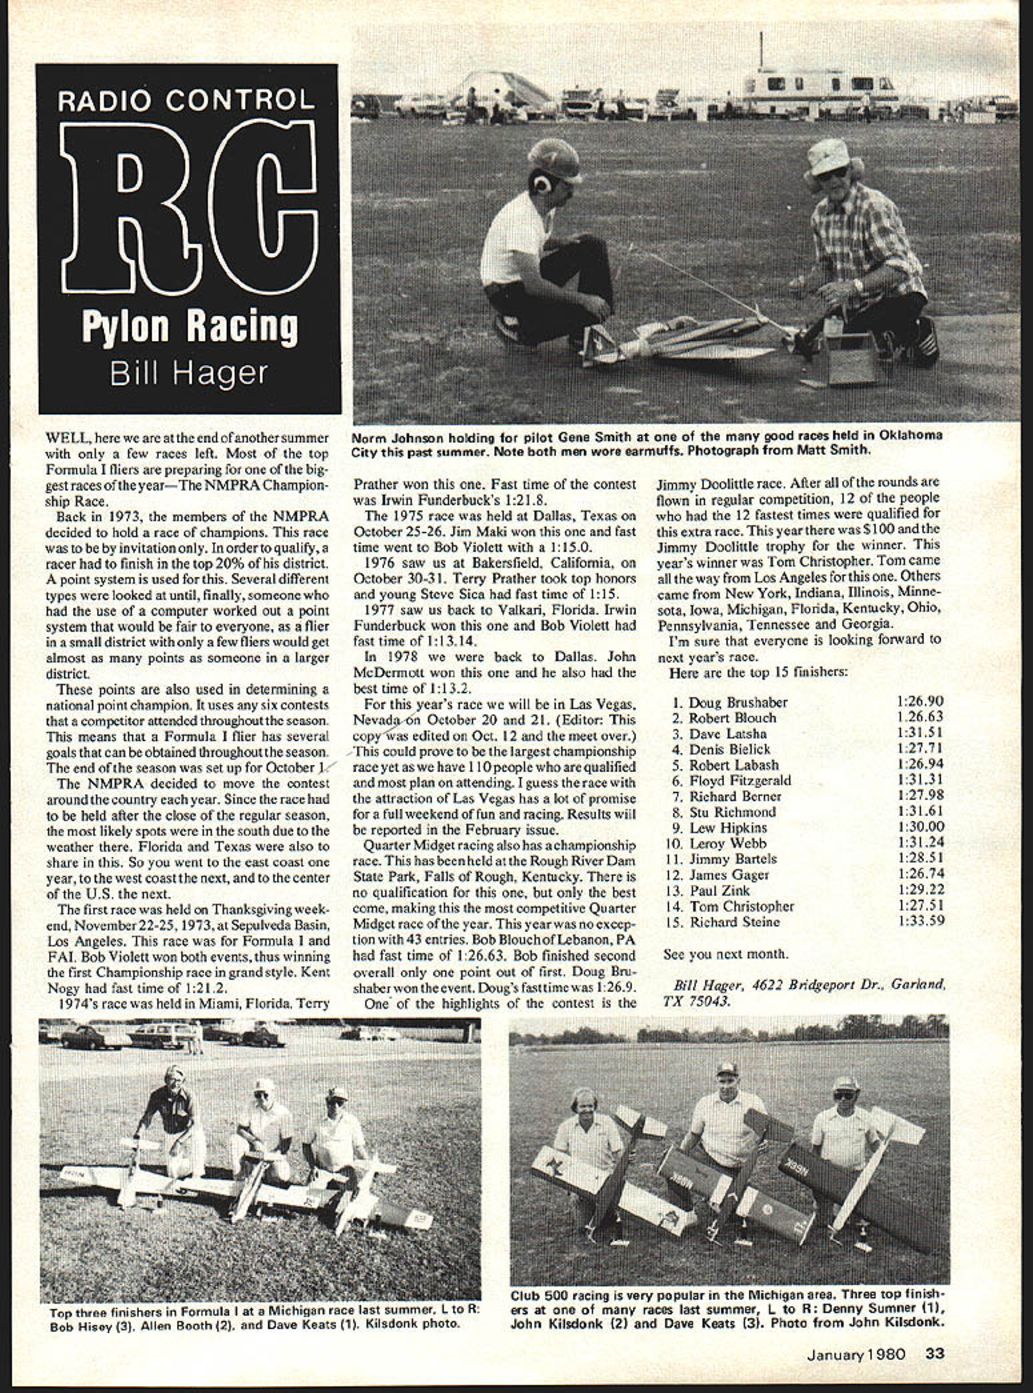 RADIO CONTROL
RC
Pylon Racing
Bill Hager
Norm Johnson holding for pilot Gene Smith at one of the many good races held in Oklahoma
City this past summer. Note both men wore earmuffs. Photograph from Matt Smith.
WELL, here we are at the end of another summer
with only a few races left. Most of the top
Formula I fliers are preparing for one of the big-
gest races of the year—The NMPRA Champion-
ship Race.
Back in 1973, the members of the NMPRA
decided to hold a race of champions. This race
was to be by invitation only. In order to qualify, a
racer had to finish in the top 20% of his district.
A point system is used for this. Several different
types were looked at until, finally, someone who
had the use of a computer worked out a point
system that would be fair to everyone, as a flier
in a small district with only a few fliers would get
almost as many points as someone in a larger
district.
These points are also used in determining a
national point champion. It uses any six contests
that a competitor attended throughout the season.
This means that a Formula I flier has several
goals that can be obtained throughout the season.
The end of the season was set up for October 1.
The NMPRA decided to move the contest
around the country each year. Since the race had
to be held after the close of the regular season,
the most likely spots were in the south due to the
weather there. Florida and Texas were also to
share in this. So you went to the east coast one
year, to the west coast the next, and to the center
of the U.S. the next.
The first race was held on Thanksgiving week-
end, November 22-25, 1973, at Sepulveda Basin,
Los Angeles. This race was for Formula I and
FAI. Bob Violett won both events, thus winning
the first Championship race in grand style. Kent
Nogy had fast time of 1:21.2.
1974's race was held in Miami, Florida. Terry
Prather won this one. Fast time of the contest
was Irwin Funderbuck's 1:21.8.
The 1975 race was held at Dallas, Texas on
October 25-26. Jim Maki won this one and fast
time went to Bob Violett with a 1:15.0.
1976 saw us at Bakersfield, California, on
October 30-31. Terry Prather took top honors
and young Steve Sica had fast time of 1:15.
1977 saw us back to Valkari, Florida. Irwin
Funderbuck won this one and Bob Violett had
fast time of 1:13.14.
In 1978 we were back to Dallas. John
McDermott won this one and he also had the
best time of 1:13.2.
For this year's race we will be in Las Vegas,
Nevada on October 20 and 21. (Editor: This
copy was edited on Oct. 12 and the meet over.)
This could prove to be the largest championship
race yet as we have 110 people who are qualified
and most plan on attending. I guess the race with
the attraction of Las Vegas has a lot of promise
for a full weekend of fun and racing. Results will
be reported in the February issue.
Quarter Midget racing also has a championship
race. This has been held at the Rough River Dam
State Park, Falls of Rough, Kentucky. There is
no qualification for this one, but only the best
come, making this the most competitive Quarter
Midget race of the year. This year was no excep-
tion with 43 entries. Bob Blouch of Lebanon, PA
had fast time of 1:26.63. Bob finished second
overall only one point out of first. Doug Bru-
shaber won the event. Doug's fast time was 1:26.9.
One of the highlights of the contest is the
Jimmy Doolittle race. After all of the rounds are
flown in regular competition, 12 of the people
who had the 12 fastest times were qualified for
this extra race. This year there was $100 and the
Jimmy Doolittle trophy for the winner. This
year's winner was Tom Christopher. Tom came
all the way from Los Angeles for this one. Others
came from New York, Indiana, Illinois, Minne-
sota, Iowa, Michigan, Florida, Kentucky, Ohio,
Pennsylvania, Tennessee and Georgia.
I'm sure that everyone is looking forward to
next year's race.
Here are the top 15 finishers:
1. Doug Brushaber 1:26.90
2. Robert Blouch 1.26.63
3. Dave Latsha 1:31.51
4. Denis Bielick 1:27.71
5. Robert Labash 1:26.94
6. Floyd Fitzgerald 1:31.31
7. Richard Berner 1:27.98
8. Stu Richmond 1:31.61
9. Lew Hipkins 1:30.00
10. Leroy Webb 1:31.24
11. Jimmy Bartels 1:28.51
12. James Gager 1:26.74
13. Paul Zink 1:29.22
14. Tom Christopher 1:27.51
15. Richard Steine 1:33.59
See you next month.
Bill Hager, 4622 Bridgeport Dr., Garland,
TX 75043.
Top three finishers in Formula I at a Michigan race last summer. L to R:
Bob Hisey (3). Allen Booth (2). and Dave Keats (1). Kilsdonk photo.
Club 500 racing is very popular in the Michigan area. Three top finish-
ers at one of many races last summer, L to R: Denny Sumner (1),
John Kilsdonk (2) and Dave Keats (3). Photo from John Kilsdonk.
January 1980 33